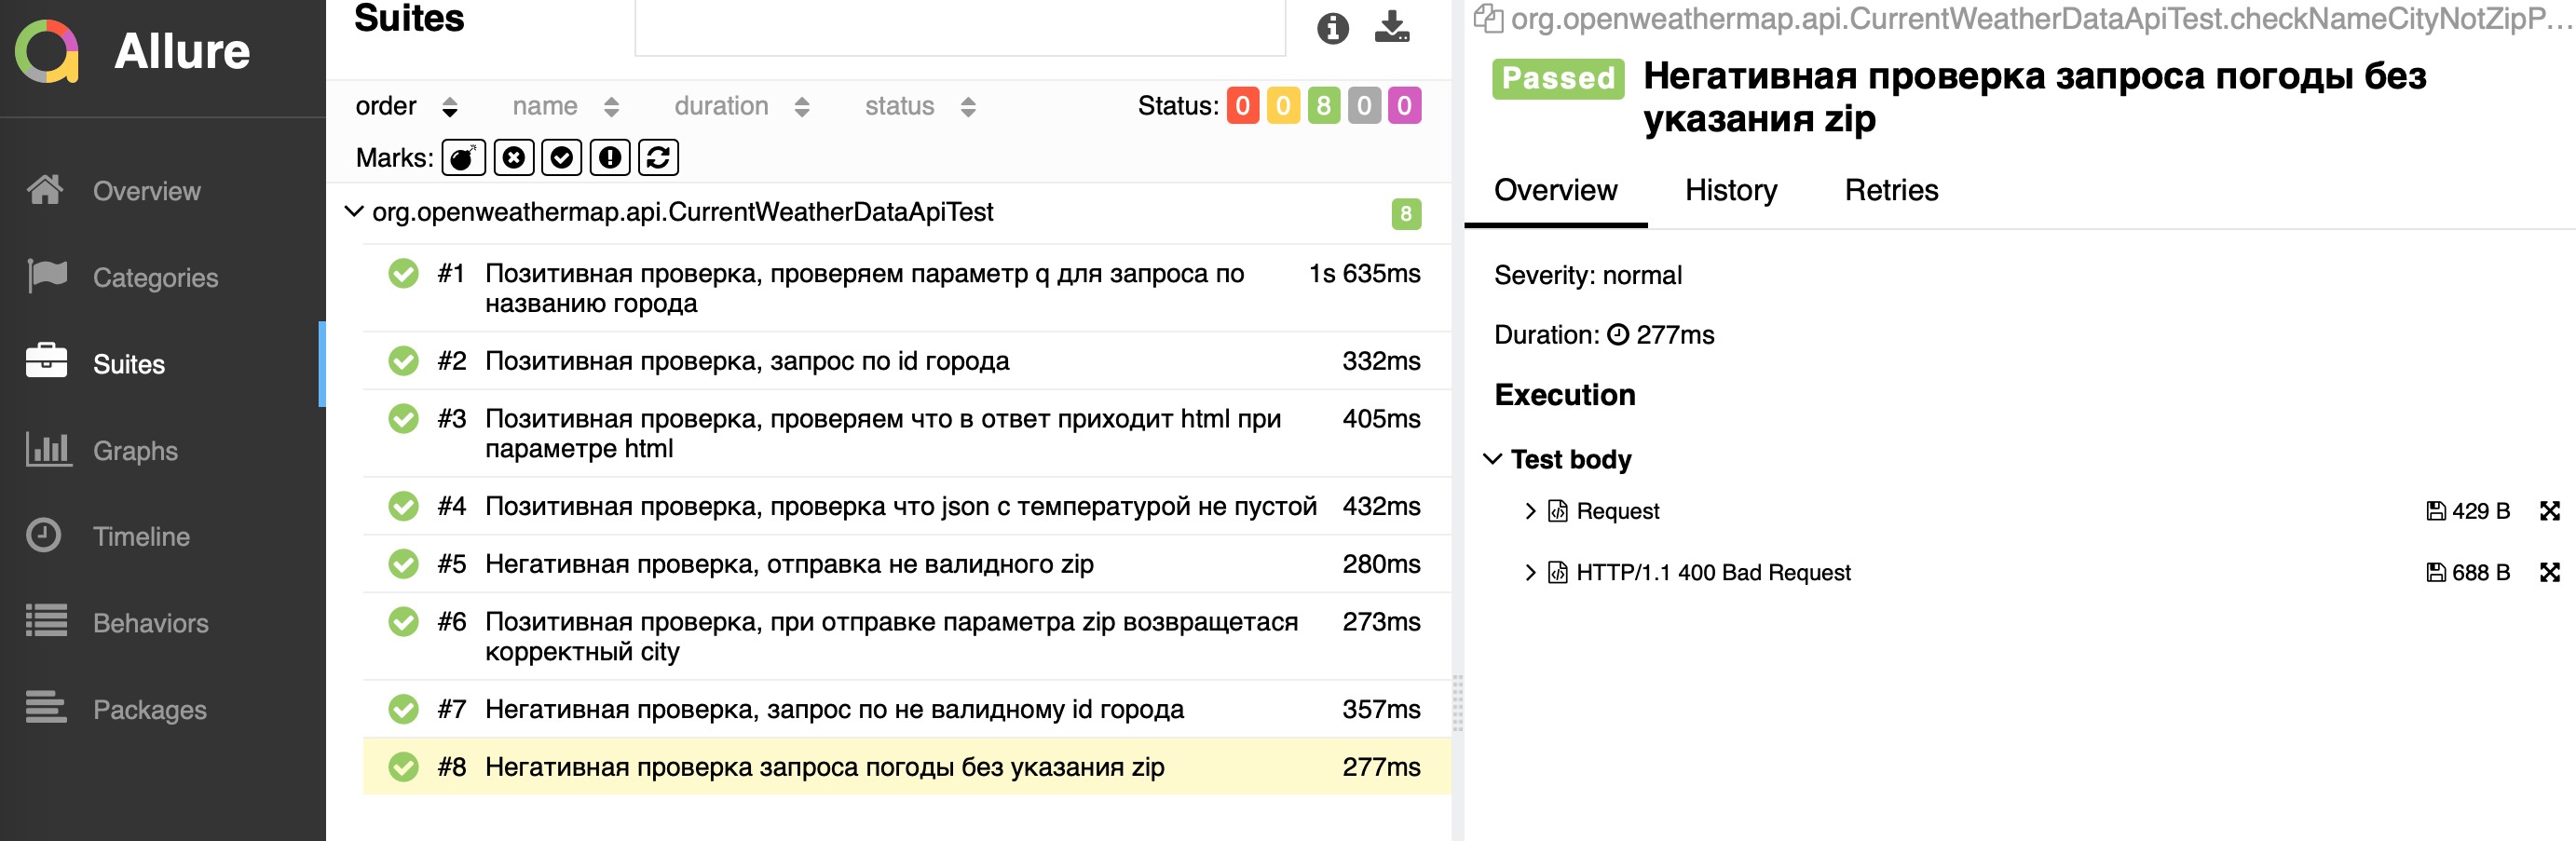 Allure
Overview
Categories
Suites
Graphs
Timeline
Behaviors
Packages
Suites
order name duration status Status: 0 0 8 0 0
Marks:
org.openweathermap.api.CurrentWeatherDataApiTest 8
#1 Позитивная проверка, проверяем параметр q для запроса по 1s 635ms
названию города
#2 Позитивная проверка, запрос по id города 332ms
#3 Позитивная проверка, проверяем что в ответ приходит html при 405ms
параметре html
#4 Позитивная проверка, проверка что json с температурой не пустой 432ms
#5 Негативная проверка, отправка не валидного zip 280ms
#6 Позитивная проверка, при отправке параметра zip возвращетася 273ms
корректный city
#7 Негативная проверка, запрос по не валидному id города 357ms
#8 Негативная проверка запроса погоды без указания zip 277ms
org.openweathermap.api.CurrentWeatherDataApiTest.checkNameCityNotZipP...
Passed Негативная проверка запроса погоды без
указания zip
Overview History Retries
Severity: normal
Duration: 277ms
Execution
Test body
Request 429 B
HTTP/1.1 400 Bad Request 688 B